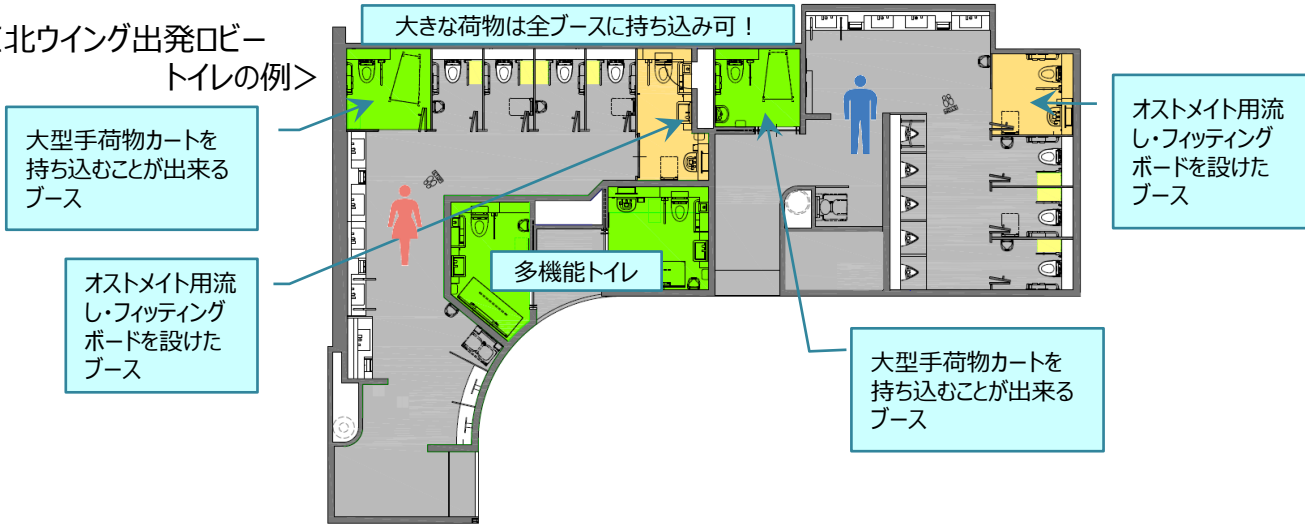 北ウイング出発ロビー
トイレの例＞
大きな荷物は全ブースに持ち込み可！
大型手荷物カートを
持ち込むことが出来る
ブース
オストメイト用流
し・フィッティング
ボードを設けた
ブース
多機能トイレ
オストメイト用流
し・フィッティング
ボードを設けた
ブース
大型手荷物カートを
持ち込むことが出来る
ブース